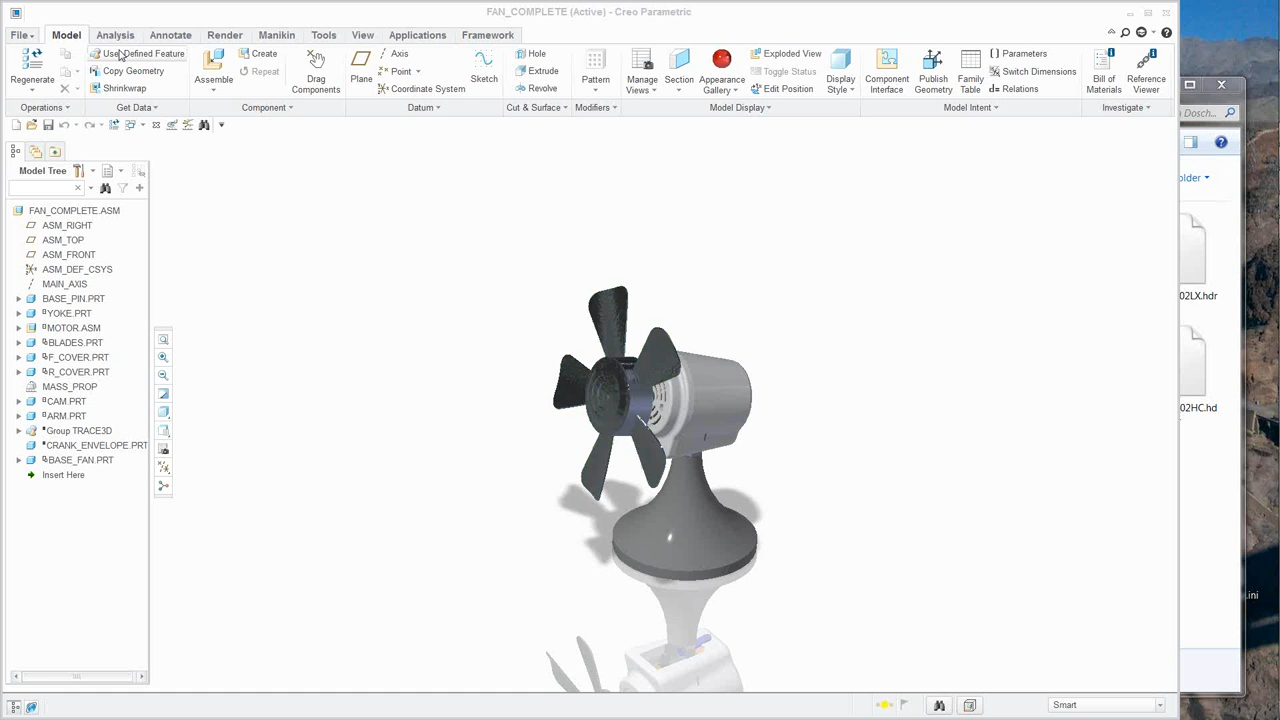 FAN_COMPLETE (Active) - Creo Parametric
File Model Analysis Annotate Render Manikin Tools View Applications Framework
Regenerate
Operations
User-Defined Feature
Copy Geometry
Shrinkwrap
Get Data
Assemble
Create
Repeat
Drag
Components
Component
Plane
Axis
Point
Coordinate System
Sketch
Datum
Hole
Extrude
Revolve
Cut & Surface
Pattern
Modifiers
Manage
Views
Section
Appearance
Gallery
Exploded View
Toggle Status
Edit Position
Display
Style
Model Display
Component
Interface
Publish
Geometry
Family
Table
Parameters
Switch Dimensions
Relations
Model Intent
Bill of
Materials
Reference
Viewer
Investigate
Model Tree
FAN_COMPLETE.ASM
ASM_RIGHT
ASM_TOP
ASM_FRONT
ASM_DEF_CSYS
MAIN_AXIS
BASE_PIN.PRT
YOKE.PRT
MOTOR.ASM
BLADES.PRT
F_COVER.PRT
R_COVER.PRT
MASS_PROP
CAM.PRT
ARM.PRT
Group TRACE3D
CRANK_ENVELOPE.PRT
BASE_FAN.PRT
Insert Here
Smart
Dosch...
older
02LX.hdr
02HC.hd
.ini